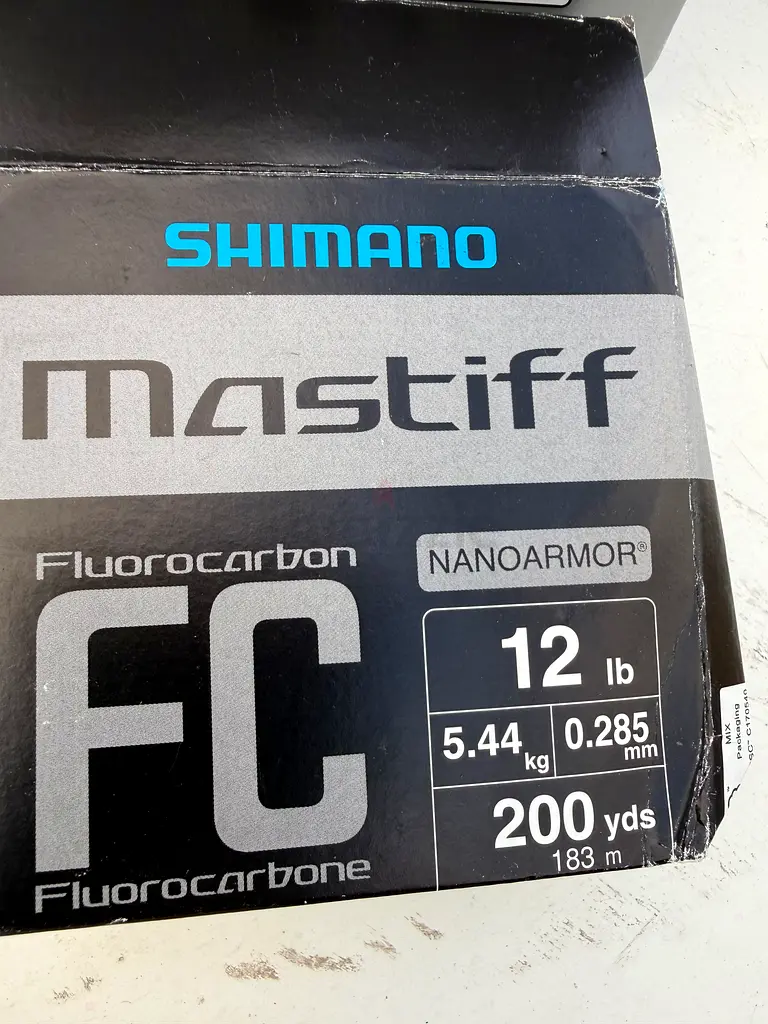 SHIMANO
mastiff
Fluorocarbon
FC
Fluorocarbone
NANOARMOR®
12 lb
5.44 kg
0.285 mm
200 yds
183 m
MIX
Packaging